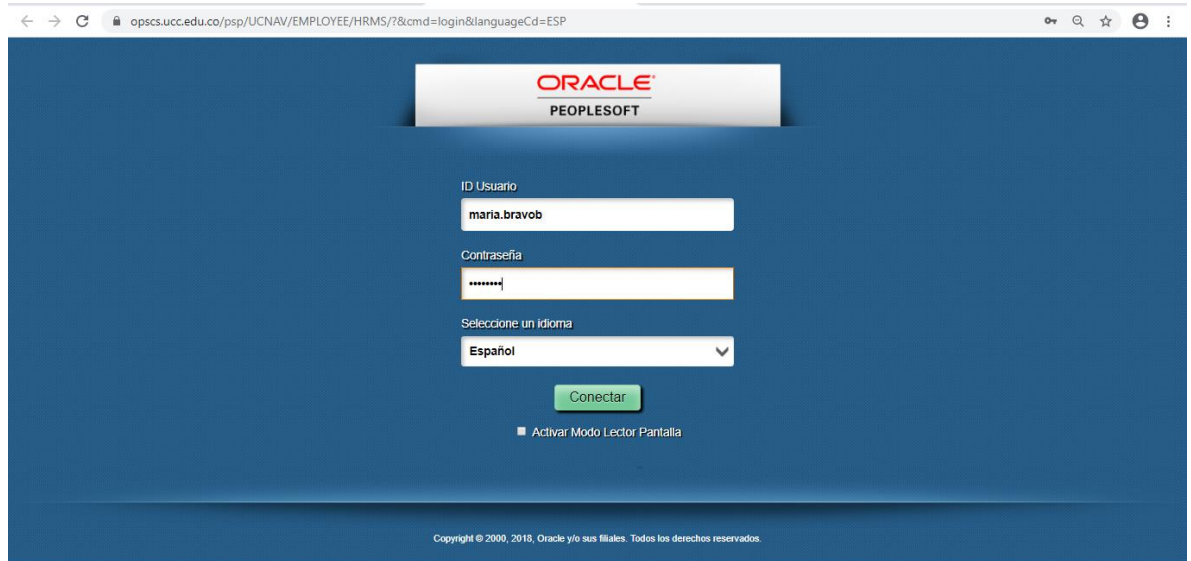 opscs.ucc.edu.co/psp/UCNAV/EMPLOYEE/HRMS/?&cmd=login&languageCd=ESP
ORACLE
PEOPLESOFT
ID Usuario
maria.bravob
Contraseña
••••••••
Seleccione un idioma
Español
Conectar
Activar Modo Lector Pantalla
Copyright © 2000, 2018, Oracle y/o sus filiales. Todos los derechos reservados.